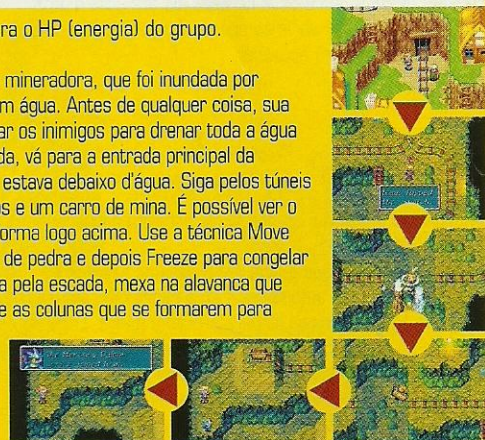 ra o HP (energia) do grupo.
mineradora, que foi inundada por
m água. Antes de qualquer coisa, sua
ar os inimigos para drenar toda a água
da, vá para a entrada principal da
estava debaixo d'água. Siga pelos túneis
s e um carro de mina. É possível ver o
orma logo acima. Use a técnica Move
de pedra e depois Freeze para congelar
a pela escada, mexa na alavanca que
e as colunas que se formarem para